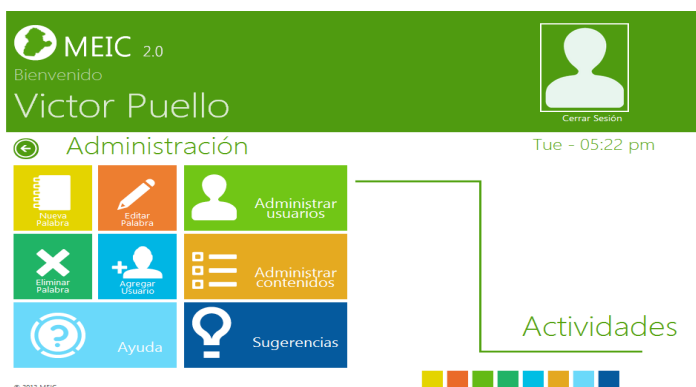 MEIC 2.0
Bienvenido
Victor Puello
Cerrar Sesión
Administración
Tue - 05:22 pm
Nueva
Palabra
Editar
Palabra
Administrar
usuarios
Eliminar
Palabra
Agregar
Usuario
Administrar
contenidos
Ayuda
Sugerencias
Actividades